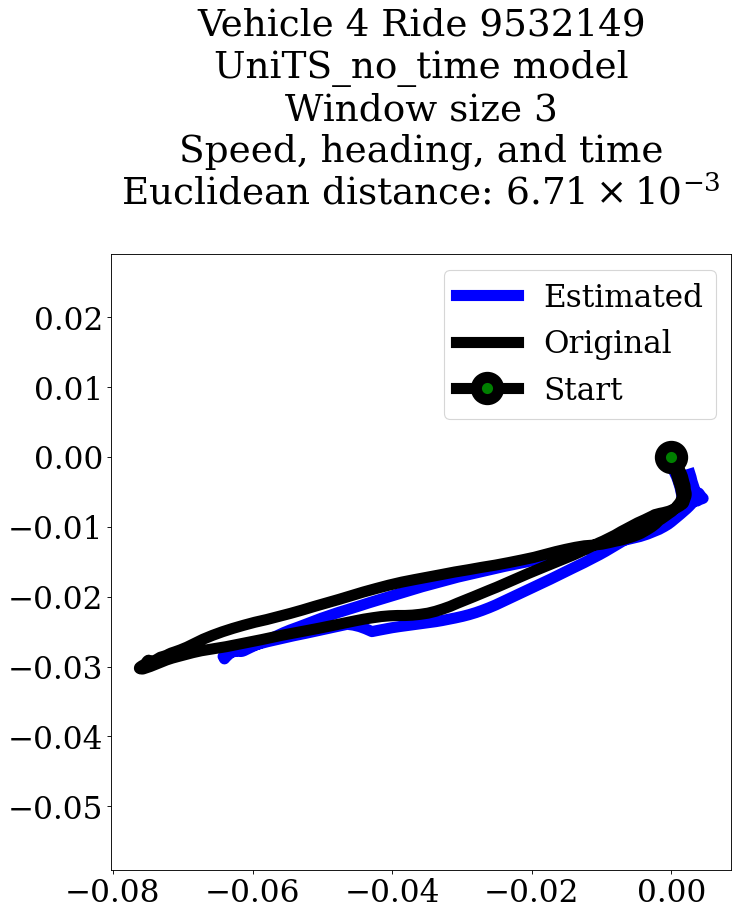 Vehicle 4 Ride 9532149
UniTS_no_time model
Window size 3
Speed, heading, and time
Euclidean distance: 6.71 × 10⁻³
Estimated
Original
Start
0.02
0.01
0.00
−0.01
−0.02
−0.03
−0.04
−0.05
−0.08 −0.06 −0.04 −0.02 0.00